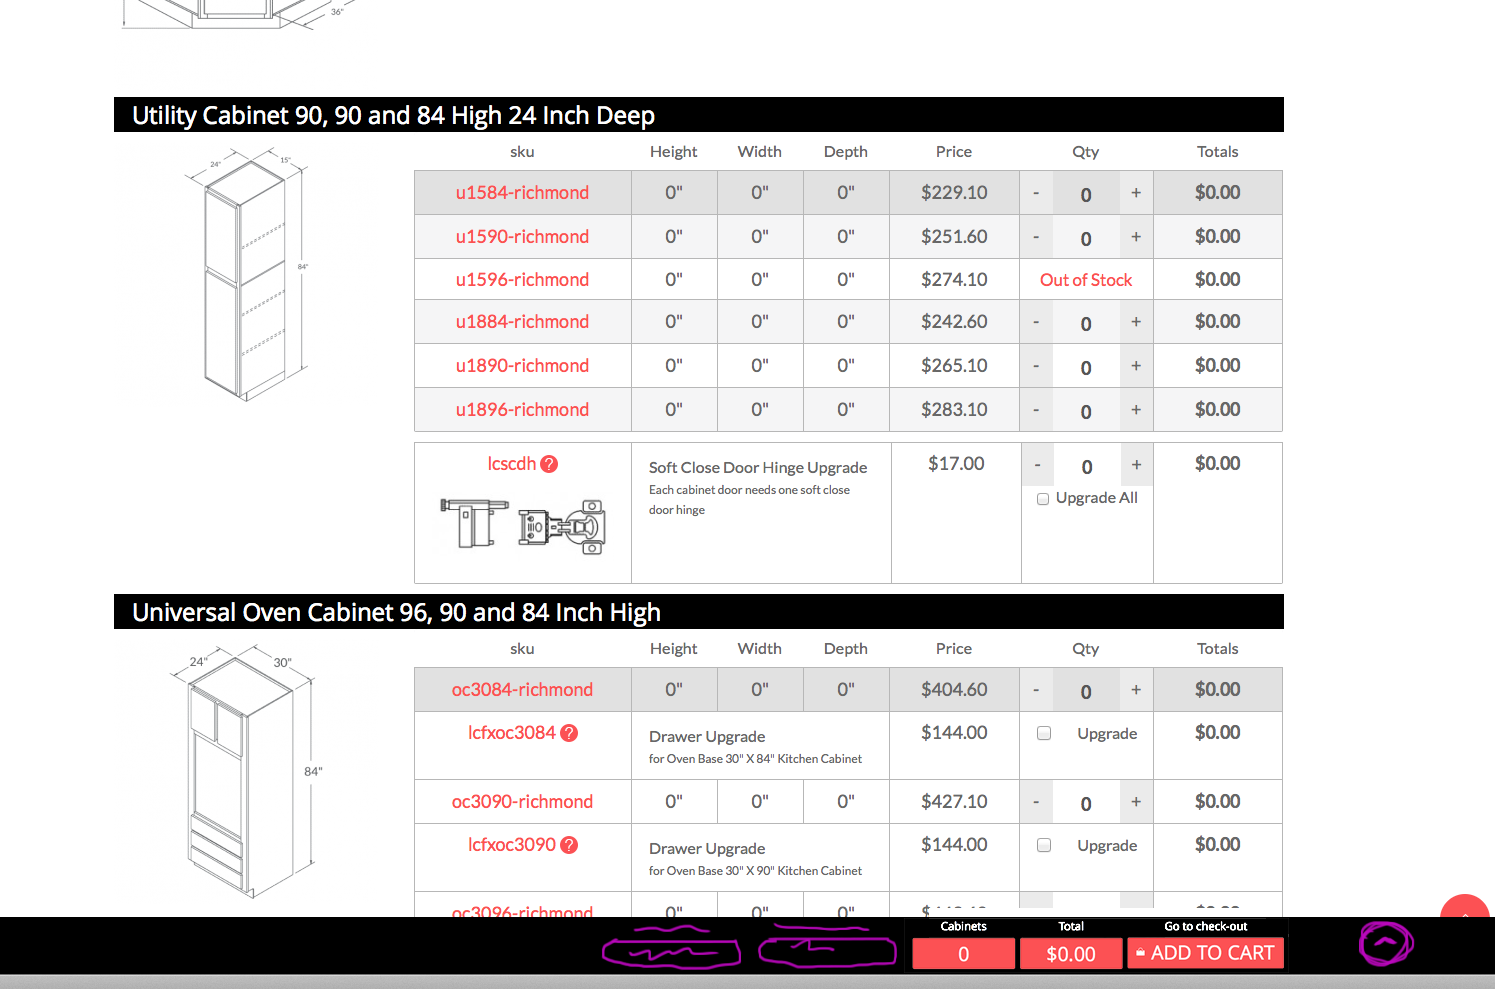 36"
Utility Cabinet 90, 90 and 84 High 24 Inch Deep
24" 15"
84"
sku Height Width Depth Price Qty Totals
u1584-richmond 0" 0" 0" $229.10 - 0 + $0.00
u1590-richmond 0" 0" 0" $251.60 - 0 + $0.00
u1596-richmond 0" 0" 0" $274.10 Out of Stock $0.00
u1884-richmond 0" 0" 0" $242.60 - 0 + $0.00
u1890-richmond 0" 0" 0" $265.10 - 0 + $0.00
u1896-richmond 0" 0" 0" $283.10 - 0 + $0.00
lcscdh ? Soft Close Door Hinge Upgrade $17.00 - 0 + $0.00
Each cabinet door needs one soft close Upgrade All
door hinge
Universal Oven Cabinet 96, 90 and 84 Inch High
24" 30"
84"
sku Height Width Depth Price Qty Totals
oc3084-richmond 0" 0" 0" $404.60 - 0 + $0.00
lcfxoc3084 ? Drawer Upgrade $144.00 Upgrade $0.00
for Oven Base 30" X 84" Kitchen Cabinet
oc3090-richmond 0" 0" 0" $427.10 - 0 + $0.00
lcfxoc3090 ? Drawer Upgrade $144.00 Upgrade $0.00
for Oven Base 30" X 90" Kitchen Cabinet
oc3096-richmond 0" 0" 0"
Cabinets Total Go to check-out
0 $0.00 ADD TO CART